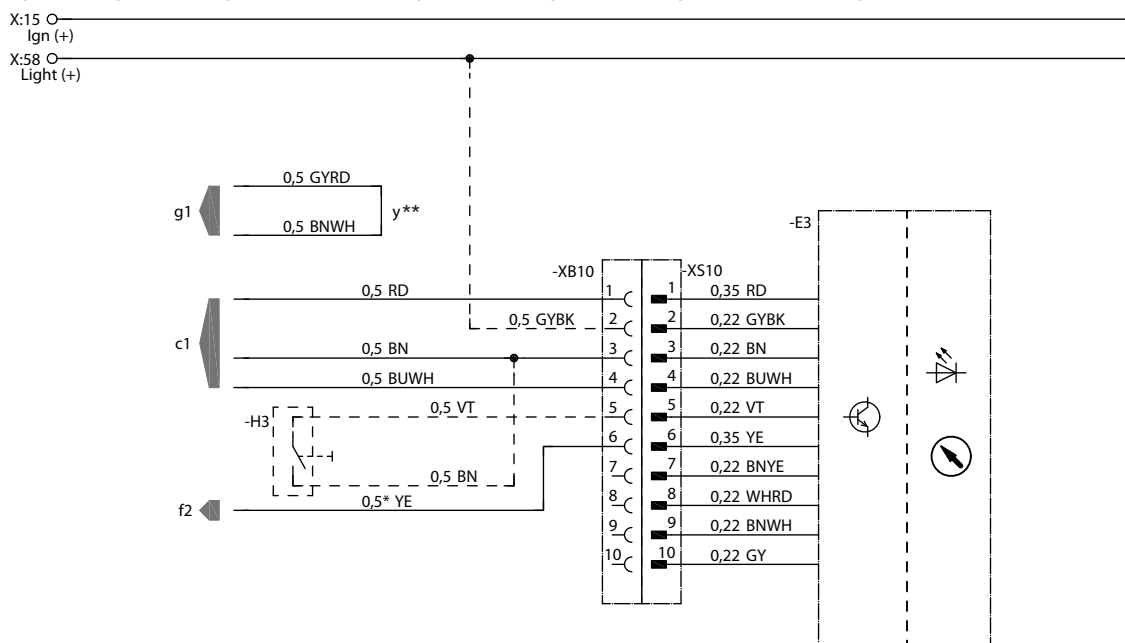 X:15
Ign (+)
X:58
Light (+)
0,5 GYRD
g1
y**
0,5 BNWH
-E3
-XB10
-XS10
0,5 RD
1
1
0,35 RD
0,5 GYBK
2
2
0,22 GYBK
c1
0,5 BN
3
3
0,22 BN
0,5 BUWH
4
4
0,22 BUWH
-H3
0,5 VT
5
5
0,22 VT
6
6
0,35 YE
0,5 BN
7
7
0,22 BNYE
f2
0,5* YE
8
8
0,22 WHRD
9
9
0,22 BNWH
10
10
0,22 GY